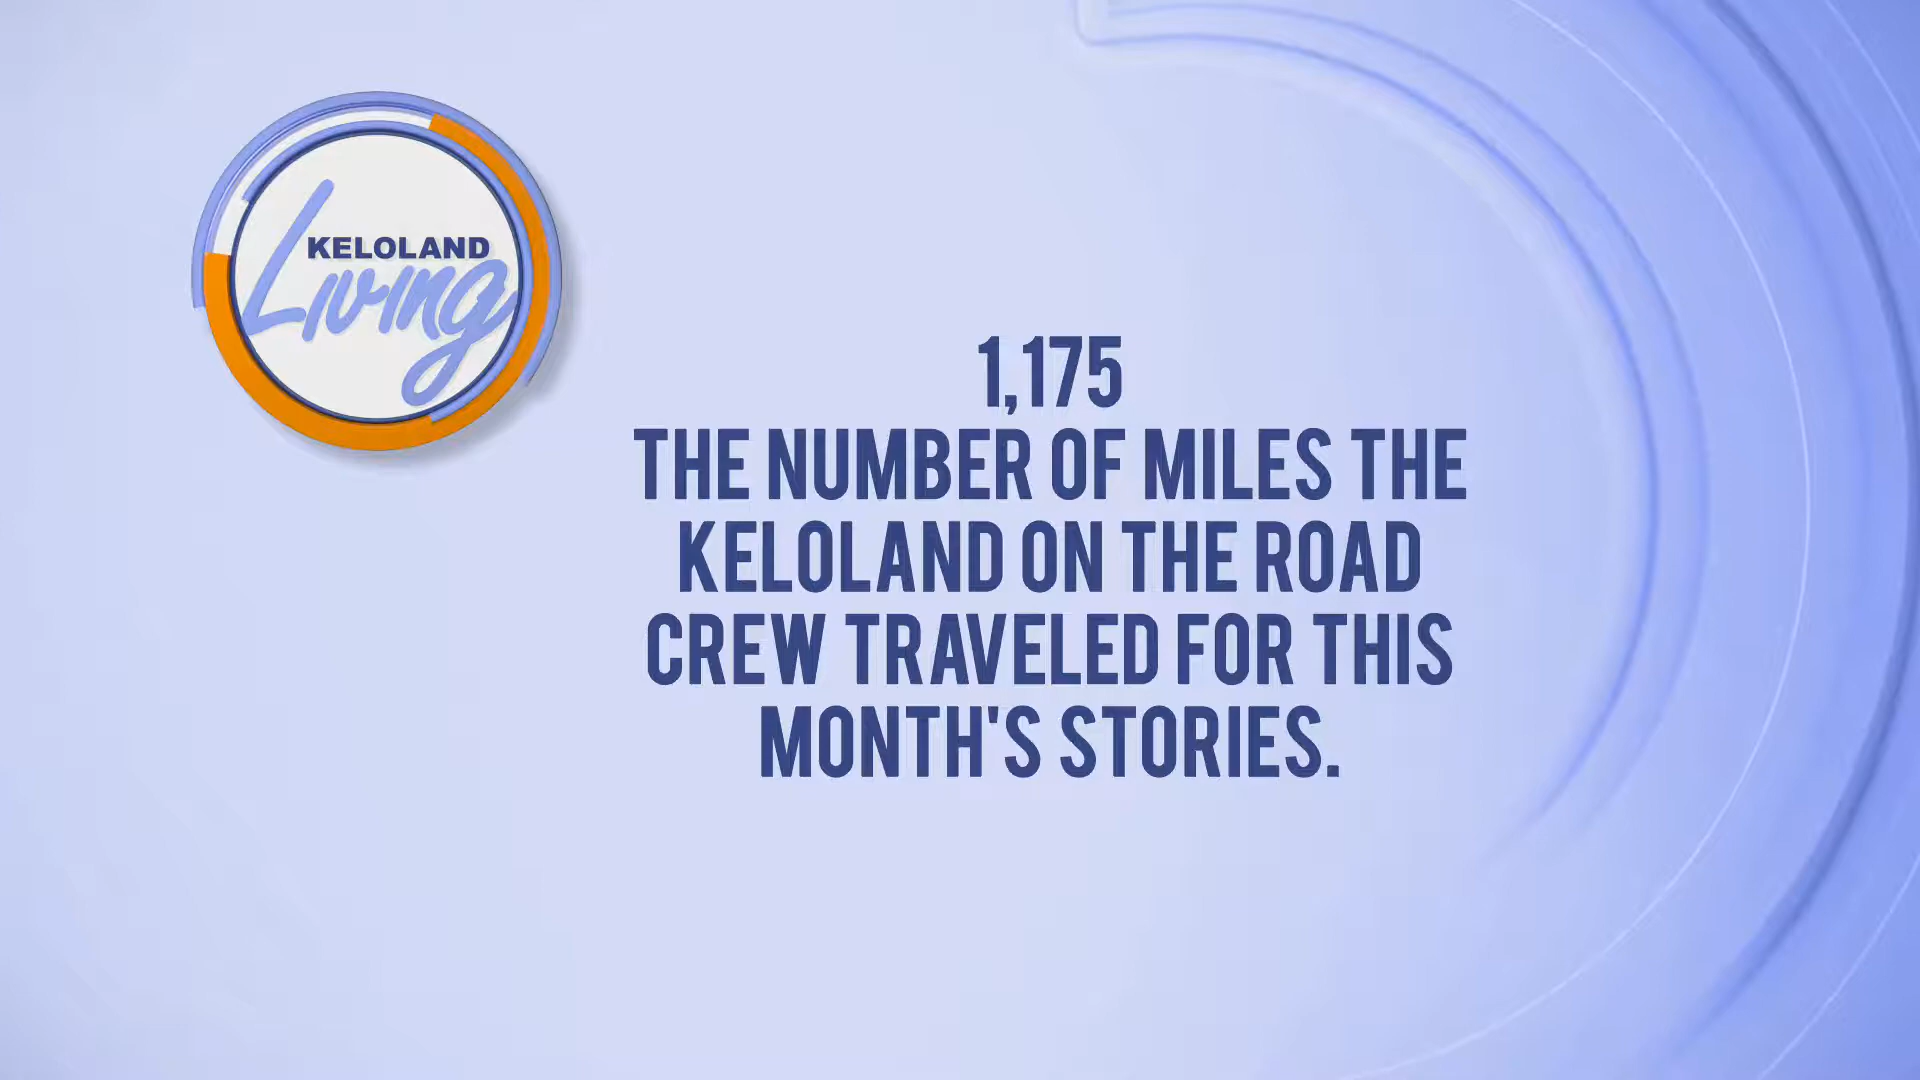 KELOLAND
Living
1,175
THE NUMBER OF MILES THE
KELOLAND ON THE ROAD
CREW TRAVELED FOR THIS
MONTH'S STORIES.